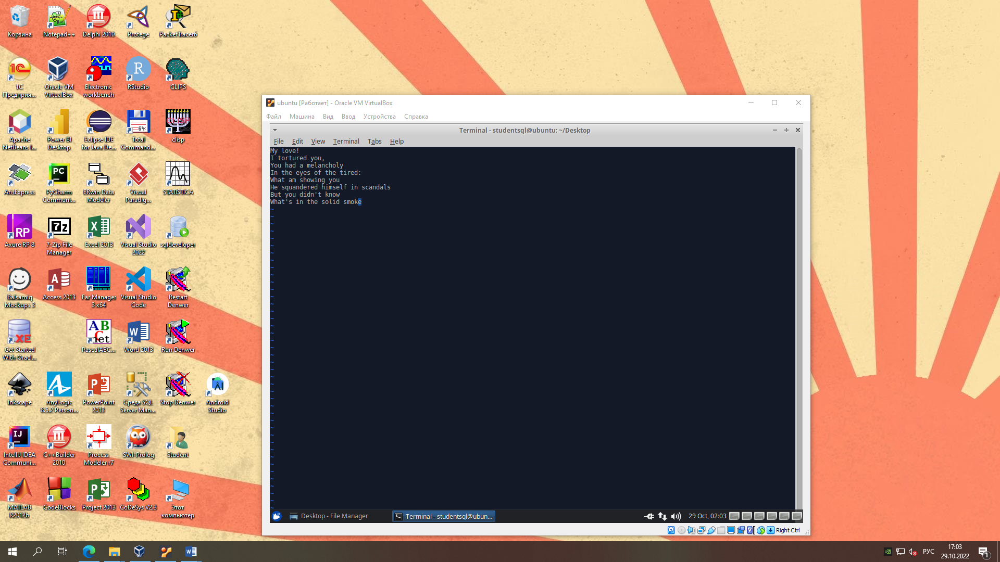 Корзина
Notepad++
Delphi 2010
Protege
PacketTracer6
1C
Предприя...
Oracle VM
VirtualBox
Electronic
workbench
RStudio
CLIPS
Apache
NetBeans I...
Power BI
Desktop
Eclipse IDE
for Java De...
Total
Command...
clisp
ArisExpress
PyCharm
Communi...
ERwin Data
Modeler
Visual
Paradig...
STATISTICA
Axure RP 8
7-Zip File
Manager
Excel 2013
Visual Studio
2022
sqldeveloper
Balsamiq
Mockups 3
Access 2013
Far Manager
3 x64
Visual Studio
Code
Restart
Denwer
Get Started
With Oracl...
PascalABC...
Word 2013
Run Denwer
Inkscape
AnyLogic
8.5.2 Person...
PowerPoint
2013
Среда SQL
Server Man...
Stop Denwer
Android
Studio
IntelliJ IDEA
Communi...
C++Builder
2010
Process
Modeler r7
SWI-Prolog
Student
MATLAB
R2012b
CodeBlocks
Project 2013
CoDeSys V2.3
Этот
компьютер
ubuntu [Работает] - Oracle VM VirtualBox
Файл Машина Вид Ввод Устройства Справка
Terminal - studentsql@ubuntu: ~/Desktop
File Edit View Terminal Tabs Help
My love!
I tortured you,
You had a melancholy
In the eyes of the tired:
What am showing you
He squandered himself in scandals
But you didn't know
What's in the solid smoke
Desktop - File Manager
Terminal - studentsql@ubun...
29 Oct, 02:03
Right Ctrl
РУС
17:03
29.10.2022
1